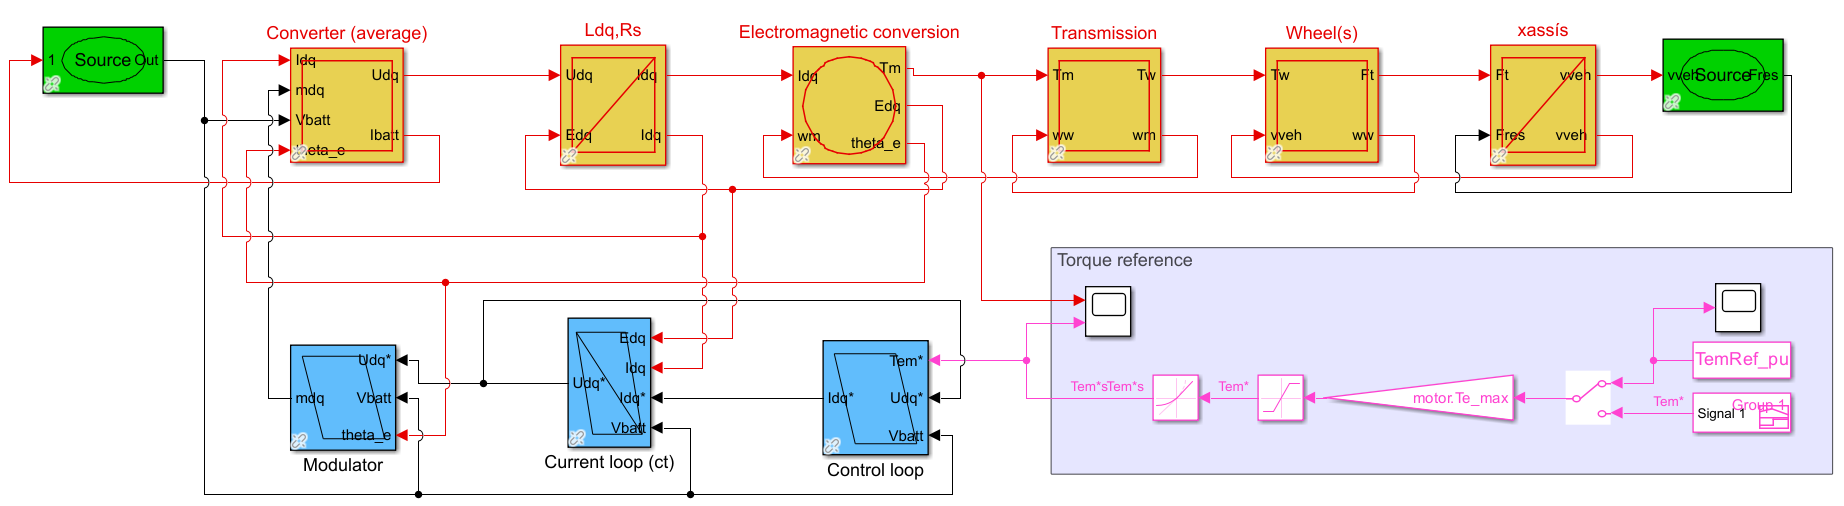 Converter (average)
Ldq,Rs
Electromagnetic conversion
Transmission
Wheel(s)
xassís
1
Source
Out
Idq
mdq
Vbatt
theta_e
Udq
Ibatt
Udq
Edq
Idq
Idq
Idq
wm
Tm
Edq
theta_e
Tm
ww
Tw
wm
Tw
vveh
Ft
ww
Ft
Fres
vveh
vveh
vveh
Source
Fres
Torque reference
Udq*
mdq
Vbatt
theta_e
Modulator
Edq
Idq
Udq*
Idq*
Vbatt
Current loop (ct)
Tem*
Idq*
Udq*
Vbatt
Control loop
Tem*sTem*s
Tem*
motor.Te_max
TemRef_pu
Tem*
Group 1
Signal 1